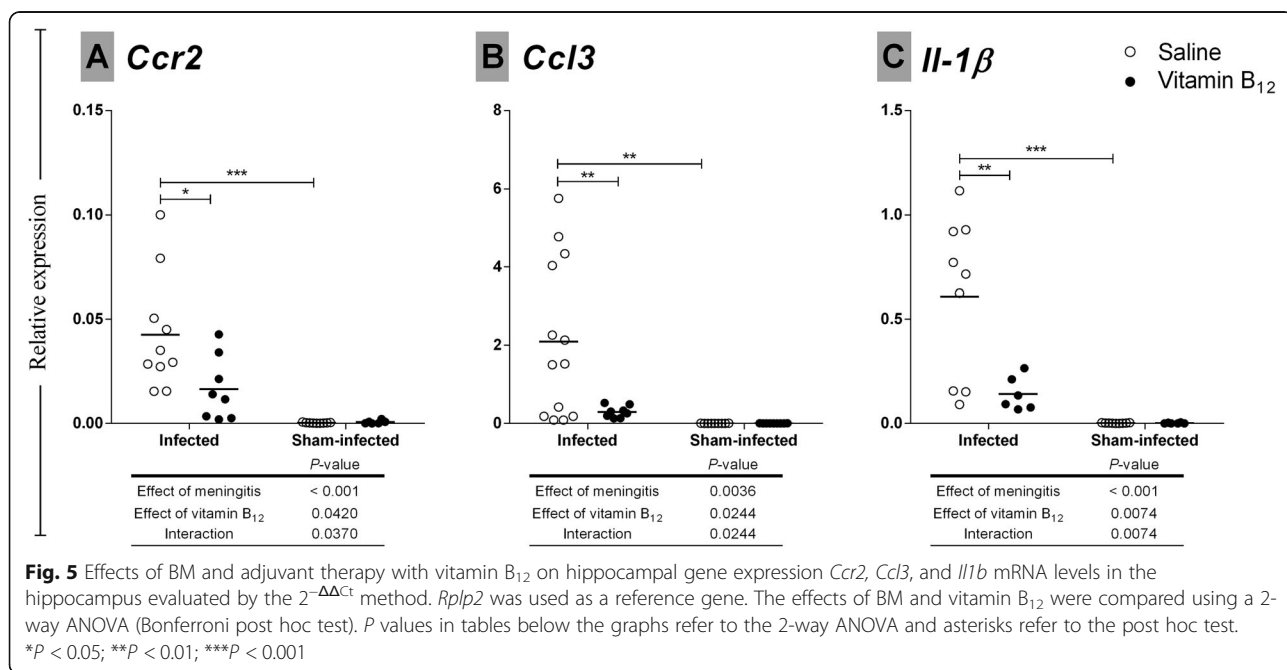 A Ccr2
B Ccl3
C Il-1β
○ Saline
● Vitamin B₁₂
Relative expression
0.15
0.10
0.05
0.00
***
*
Infected Sham-infected
8
6
4
2
0
**
**
Infected Sham-infected
1.5
1.0
0.5
0.0
***
**
Infected Sham-infected
P-value
Effect of meningitis < 0.001
Effect of vitamin B₁₂ 0.0420
Interaction 0.0370
P-value
Effect of meningitis 0.0036
Effect of vitamin B₁₂ 0.0244
Interaction 0.0244
P-value
Effect of meningitis < 0.001
Effect of vitamin B₁₂ 0.0074
Interaction 0.0074
Fig. 5 Effects of BM and adjuvant therapy with vitamin B₁₂ on hippocampal gene expression Ccr2, Ccl3, and Il1b mRNA levels in the
hippocampus evaluated by the 2⁻ΔΔCt method. Rplp2 was used as a reference gene. The effects of BM and vitamin B₁₂ were compared using a 2-
way ANOVA (Bonferroni post hoc test). P values in tables below the graphs refer to the 2-way ANOVA and asterisks refer to the post hoc test.
*P < 0.05; **P < 0.01; ***P < 0.001